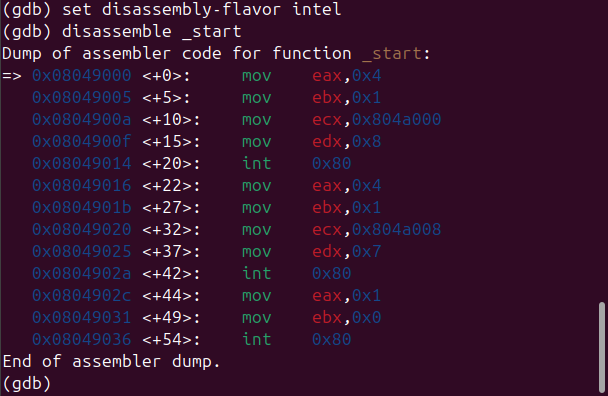 (gdb) set disassembly-flavor intel
(gdb) disassemble _start
Dump of assembler code for function _start:
=> 0x08049000 <+0>:     mov    eax,0x4
   0x08049005 <+5>:     mov    ebx,0x1
   0x0804900a <+10>:    mov    ecx,0x804a000
   0x0804900f <+15>:    mov    edx,0x8
   0x08049014 <+20>:    int    0x80
   0x08049016 <+22>:    mov    eax,0x4
   0x0804901b <+27>:    mov    ebx,0x1
   0x08049020 <+32>:    mov    ecx,0x804a008
   0x08049025 <+37>:    mov    edx,0x7
   0x0804902a <+42>:    int    0x80
   0x0804902c <+44>:    mov    eax,0x1
   0x08049031 <+49>:    mov    ebx,0x0
   0x08049036 <+54>:    int    0x80
End of assembler dump.
(gdb)